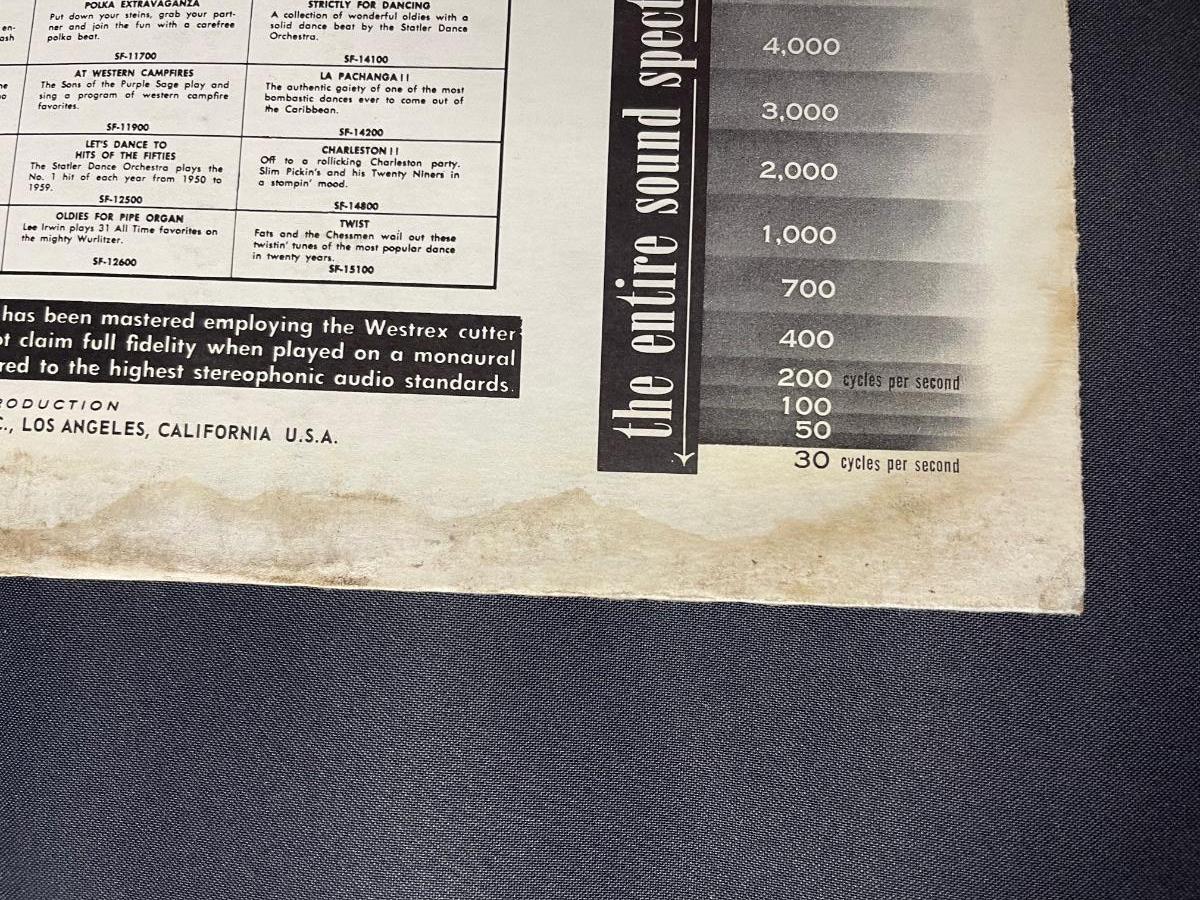 en-
ash
POLKA EXTRAVAGANZA
Put down your steins, grab your part-
ner and join the fun with a carefree
polka beat.
SF-11700
STRICTLY FOR DANCING
A collection of wonderful oldies with a
solid dance beat by the Statler Dance
Orchestra.
SF-14100
AT WESTERN CAMPFIRES
The Sons of the Purple Sage play and
sing a program of western campfire
favorites.
SF-11900
LA PACHANGA!!
The authentic gaiety of one of the most
bombastic dances ever to come out of
the Caribbean.
SF-14200
LET'S DANCE TO
HITS OF THE FIFTIES
The Statler Dance Orchestra plays the
No. 1 hit of each year from 1950 to
1959.
SF-12500
CHARLESTON!!
Off to a rollicking Charleston party.
Slim Pickin's and his Twenty Niners in
a stompin' mood.
SF-14800
OLDIES FOR PIPE ORGAN
Lee Irwin plays 31 All Time favorites on
the mighty Wurlitzer.
SF-12600
TWIST
Fats and the Chessmen wail out these
twistin' tunes of the most popular dance
in twenty years.
SF-15100
has been mastered employing the Westrex cutter
ot claim full fidelity when played on a monaural
red to the highest stereophonic audio standards.
RODUCTION
C., LOS ANGELES, CALIFORNIA U.S.A.
the entire sound spect
4,000
3,000
2,000
1,000
700
400
200 cycles per second
100
50
30 cycles per second